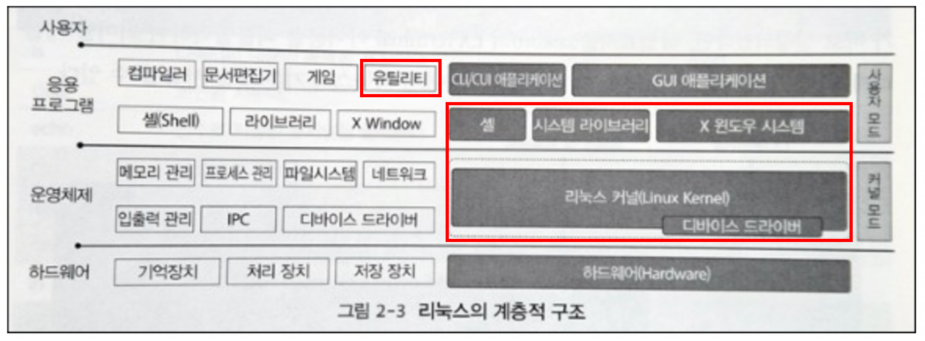 사용자
응용
프로그램
컴파일러 문서편집기 게임 유틸리티 CLI/CUI 애플리케이션 GUI 애플리케이션
셸(Shell) 라이브러리 X Window 셸 시스템 라이브러리 X 윈도우 시스템
사용자 모드
운영체제
메모리 관리 프로세스 관리 파일시스템 네트워크 리눅스 커널(Linux Kernel)
입출력 관리 IPC 디바이스 드라이버 디바이스 드라이버
커널 모드
하드웨어 기억장치 처리 장치 저장 장치 하드웨어(Hardware)
그림 2-3 리눅스의 계층적 구조